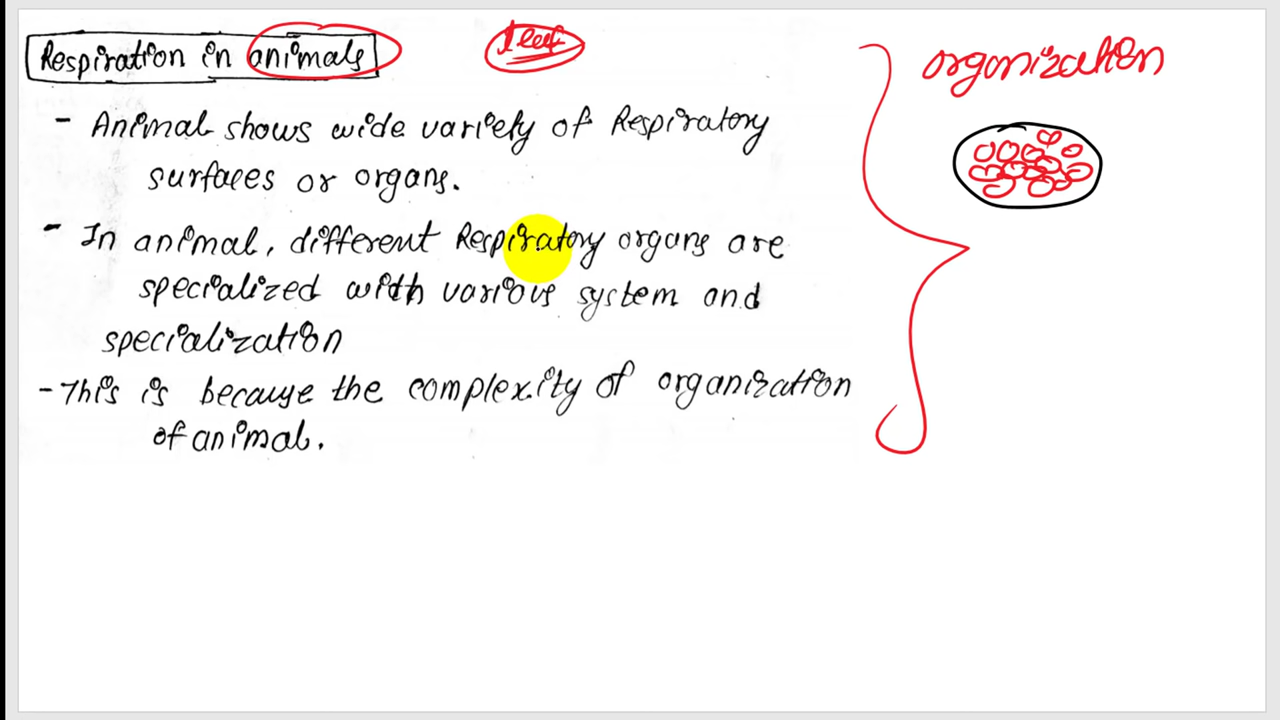 Respiration in animals
leef
organization
- Animal shows wide variety of Respiratory
surfaces or organs.
- In animal, different Respiratory organs are
specialized with various system and
specialization
- This is because the complexity of organization
of animal.